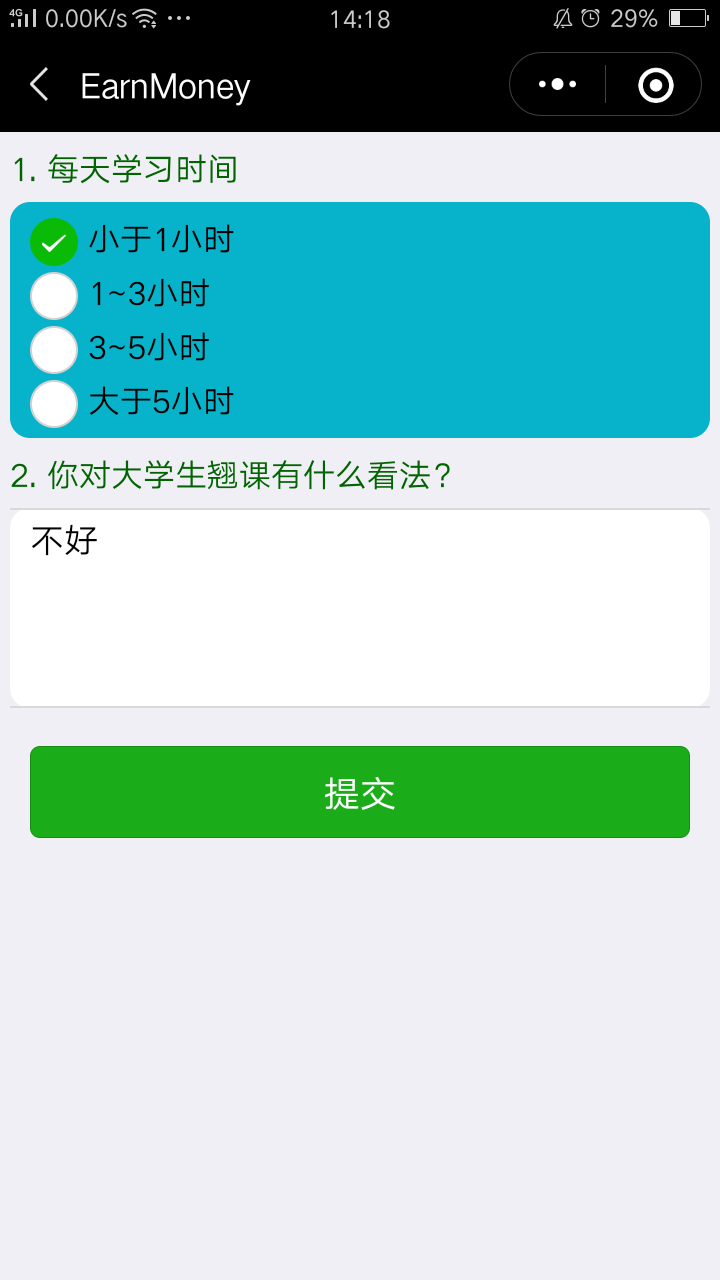 4G 0.00K/s 14:18 29%
EarnMoney
1. 每天学习时间
小于1小时
1~3小时
3~5小时
大于5小时
2. 你对大学生翘课有什么看法?
不好
提交